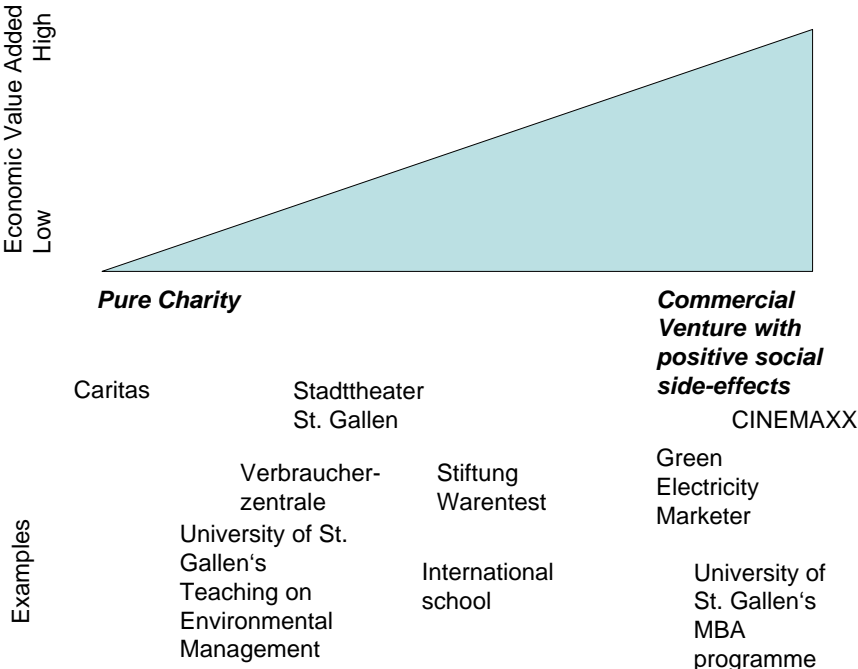 Economic Value Added
Low
High
Pure Charity
Commercial
Venture with
positive social
side-effects
Examples
Caritas
Stadttheater
St. Gallen
CINEMAXX
Verbraucher-
zentrale
Stiftung
Warentest
Green
Electricity
Marketer
University of St.
Gallen‘s
Teaching on
Environmental
Management
International
school
University of
St. Gallen‘s
MBA
programme